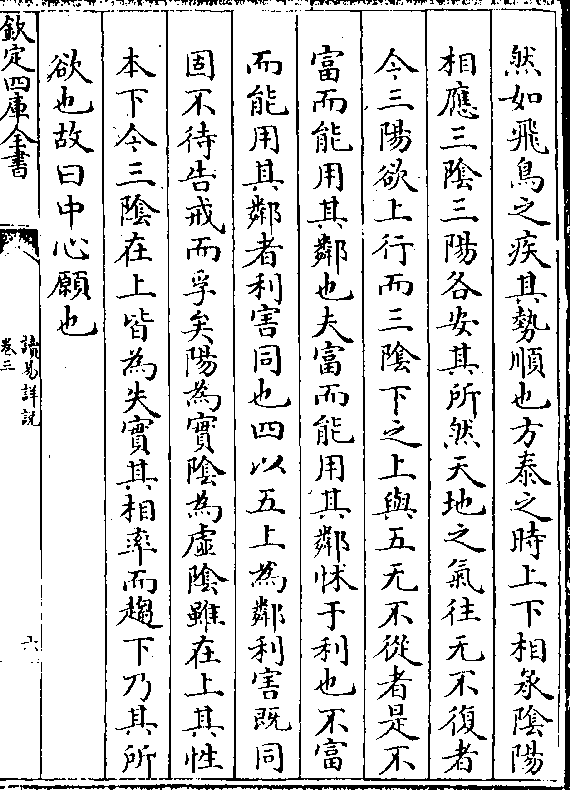 然如飛鳥之疾其勢順也方泰之時上下相承陰陽
相應三陰三陽各安其所然天地之氣往无不復者
今三陽欲上行而三陰下之上與五无不從者是不
富而能用其鄰也夫富而能用其鄰怵于利也不富
而能用其鄰者利害同也四以五上為鄰利害既同
固不待告戒而孚矣陽為實陰為虛陰雖在上其性
本下今三陰在上皆為失實其相率而趨下乃其所
欲也故曰中心願也
欽定四庫全書
讀易詳說
卷三
六